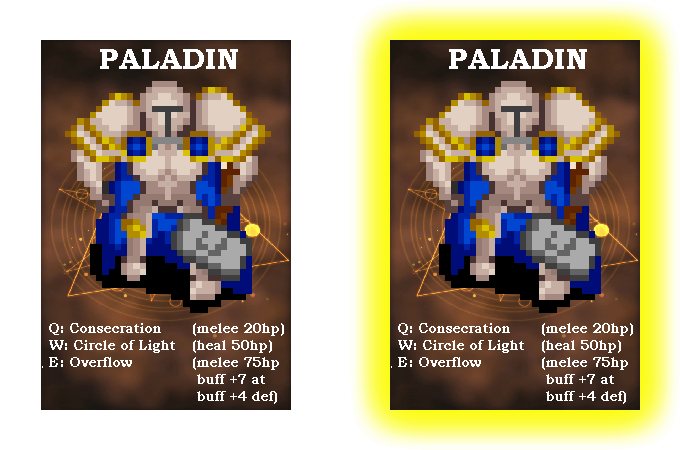 PALADIN
Q: Consecration (melee 20hp)
W: Circle of Light (heal 50hp)
E: Overflow (melee 75hp
buff +7 at
buff +4 def)
PALADIN
Q: Consecration (melee 20hp)
W: Circle of Light (heal 50hp)
E: Overflow (melee 75hp
buff +7 at
buff +4 def)